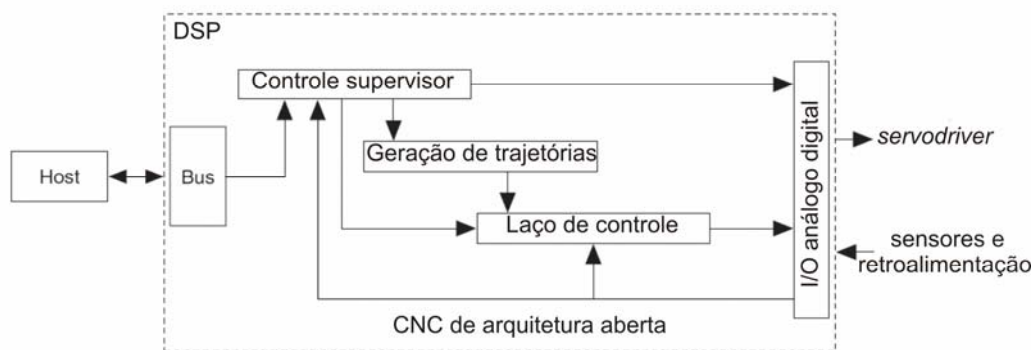 DSP
Controle supervisor
Geração de trajetórias
Host
Bus
Laço de controle
I/O análogo digital
servodriver
sensores e
retroalimentação
CNC de arquitetura aberta